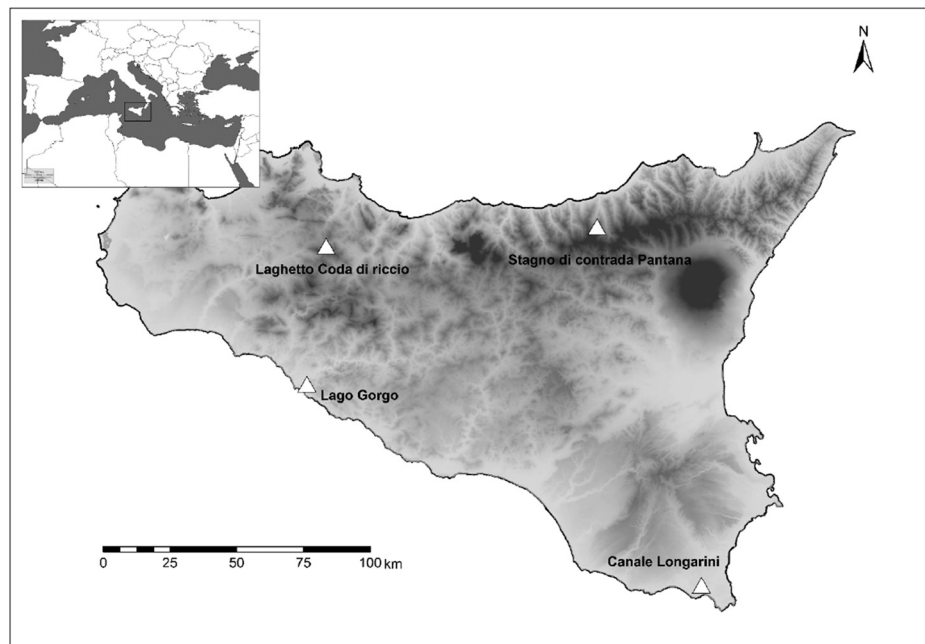 N
Stagno di contrada Pantana
Laghetto Coda di riccio
Lago Gorgo
Canale Longarini
0 25 50 75 100 km